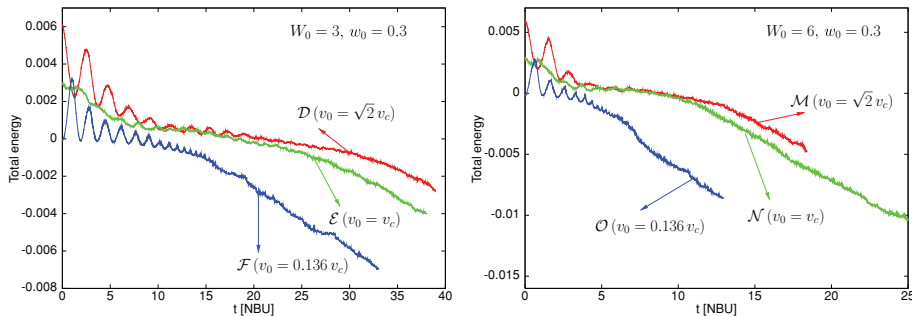 W₀ = 3, w₀ = 0.3
Total energy
0.006
0.004
0.002
0
-0.002
-0.004
-0.006
-0.008
𝒟 (v₀ = √2 v_c)
ℰ (v₀ = v_c)
ℱ (v₀ = 0.136 v_c)
0 5 10 15 20 25 30 35 40
t [NBU]
W₀ = 6, w₀ = 0.3
Total energy
0.005
0
-0.005
-0.01
-0.015
ℳ (v₀ = √2 v_c)
𝒩 (v₀ = v_c)
𝒪 (v₀ = 0.136 v_c)
0 5 10 15 20 25
t [NBU]